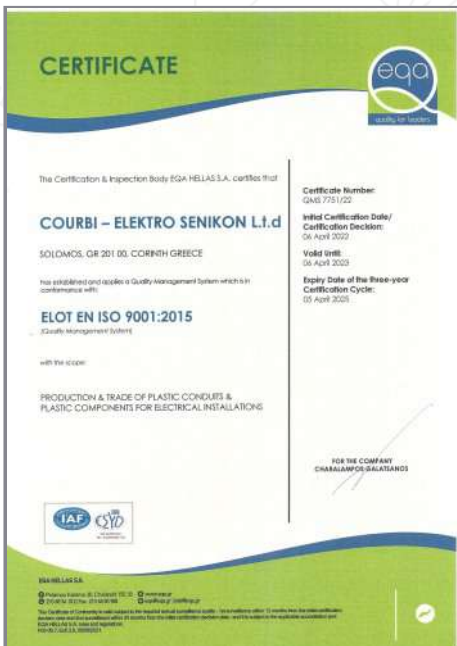 CERTIFICATE
eqa
quality for leaders
The Certification & Inspection Body EQA HELLAS S.A. certifies that
COURBI – ELEKTRO SENIKON L.t.d
SOLOMOS, GR 201 00, CORINTH GREECE
has established and applies a Quality Management System which is in
conformance with:
ELOT EN ISO 9001:2015
(Quality Management System)
with the scope:
PRODUCTION & TRADE OF PLASTIC CONDUITS &
PLASTIC COMPONENTS FOR ELECTRICAL INSTALLATIONS
Certificate Number:
QMS 7751/22
Initial Certification Date/
Certification Decision:
06 April 2022
Valid Until:
06 April 2023
Expiry Date of the three-year
Certification Cycle:
05 April 2025
FOR THE COMPANY
CHARALAMPOS GALATSANOS
IAF
EQA HELLAS S.A.